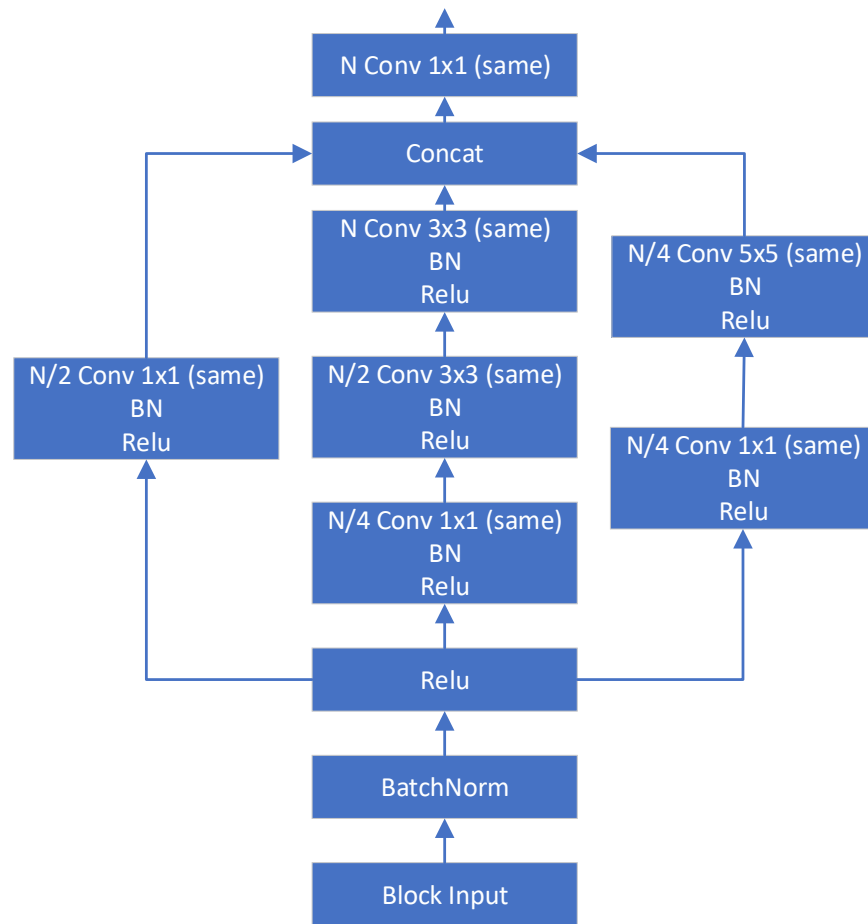 N Conv 1x1 (same)
Concat
N Conv 3x3 (same)
BN
Relu
N/4 Conv 5x5 (same)
BN
Relu
N/2 Conv 1x1 (same)
BN
Relu
N/2 Conv 3x3 (same)
BN
Relu
N/4 Conv 1x1 (same)
BN
Relu
N/4 Conv 1x1 (same)
BN
Relu
Relu
BatchNorm
Block Input